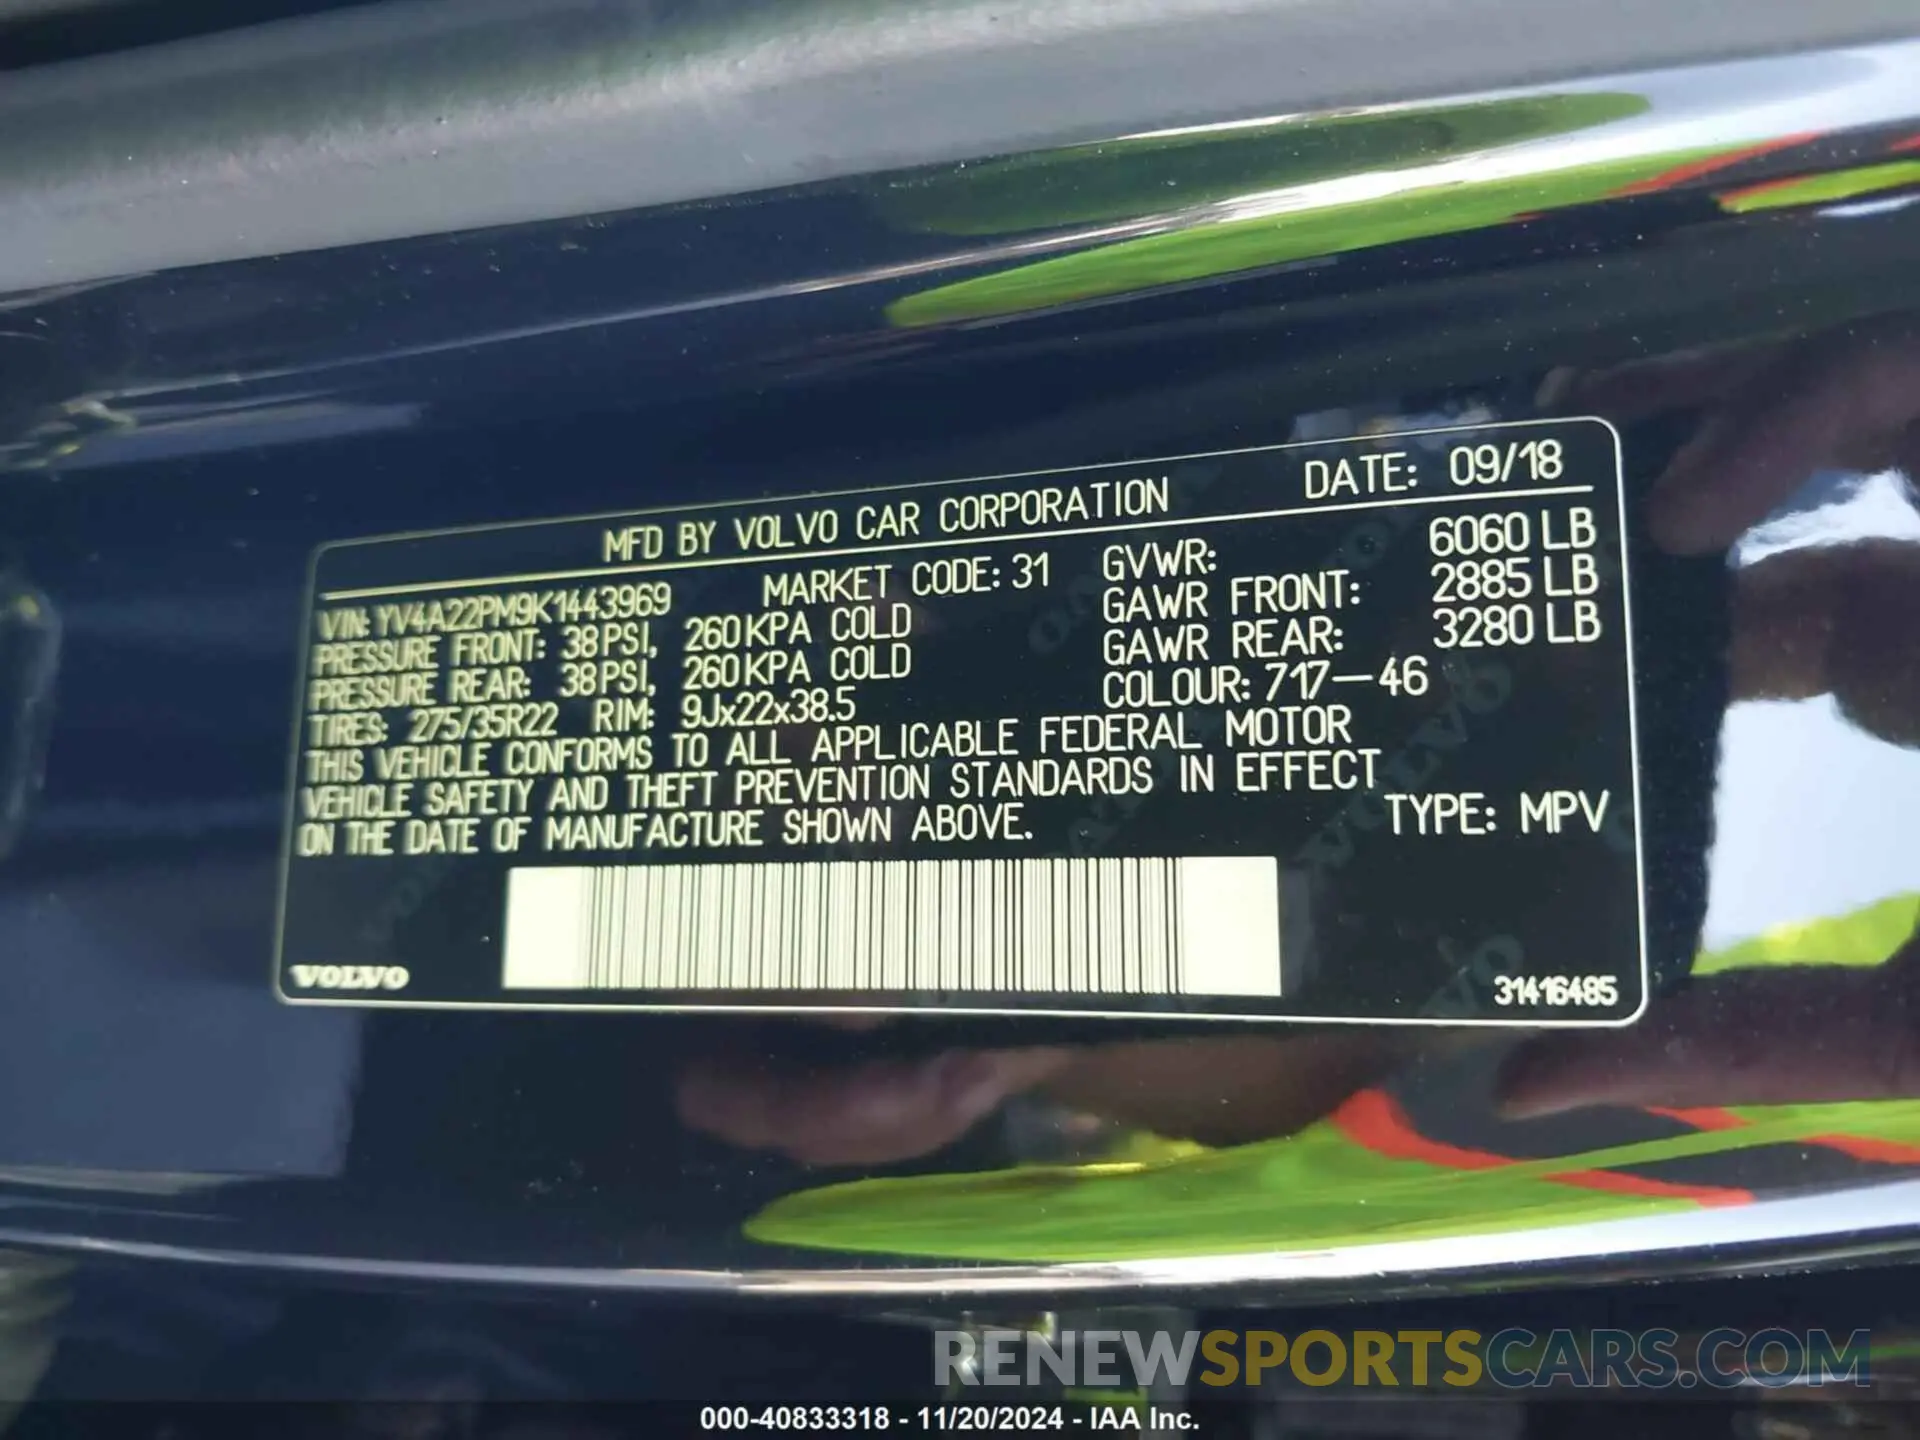 MFD BY VOLVO CAR CORPORATION DATE: 09/18
VIN: YV4A22PM9K1443969 MARKET CODE: 31 GVWR: 6060 LB
PRESSURE FRONT: 38 PSI, 260 KPA COLD GAWR FRONT: 2885 LB
PRESSURE REAR: 38 PSI, 260 KPA COLD GAWR REAR: 3280 LB
TIRES: 275/35R22 RIM: 9Jx22x38.5 COLOUR: 717-46
THIS VEHICLE CONFORMS TO ALL APPLICABLE FEDERAL MOTOR
VEHICLE SAFETY AND THEFT PREVENTION STANDARDS IN EFFECT
ON THE DATE OF MANUFACTURE SHOWN ABOVE. TYPE: MPV
VOLVO 31416485
RENEWSPORTSCARS.COM
000-40833318 - 11/20/2024 - IAA Inc.